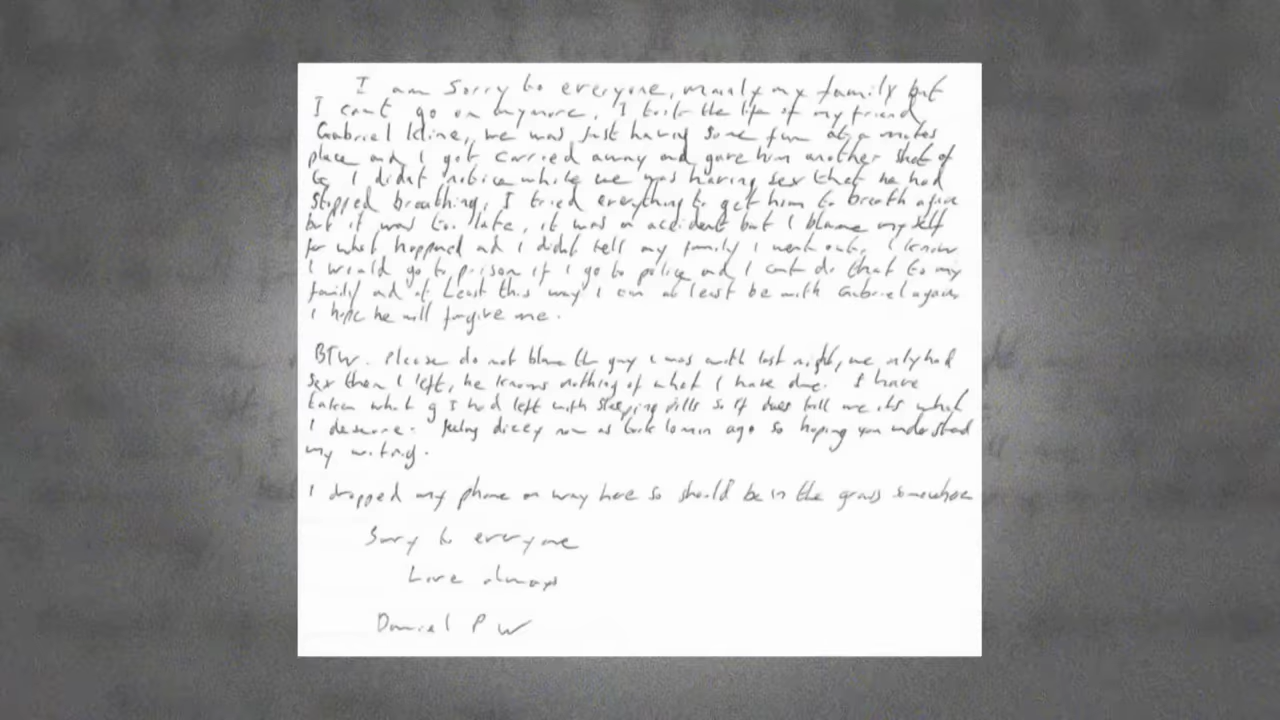 I am sorry to everyone, mainly my family but
I cant go on anymore, I took the life of my friend
Gabriel kline, we was just having some fun at a mates
place and I got carried away and gave him another shot of
G, I didnt notice while we was having sex that he had
stopped breathing. I tried everything to get him to breath again
but it was to late, it was an accident but I blame myself
for what happned and I didnt tell my family I went out. I know
I would go to prison if I go to police and I cant do that to my
family and at least this way I can at least be with Gabriel again
I hope he will forgive me.
BTW. Please do not blame the guy I was with last night, we only had
sex then I left, he knows nothing of what I have done. I have
taken what g I had left with sleeping pills so if it does kill me its what
I deserve. Feeling dizzy now as took 10 min ago so hoping you understand
my writing.
I dropped my phone on way here so should be in the grass somewhere
Sorry to everyone
Love always
Daniel P W